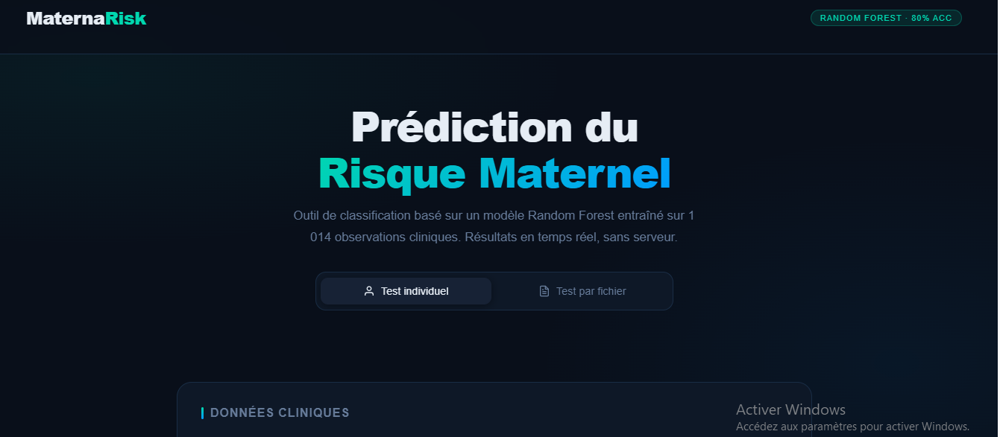 MaternaRisk
RANDOM FOREST · 80% ACC
Prédiction du
Risque Maternel
Outil de classification basé sur un modèle Random Forest entraîné sur 1
014 observations cliniques. Résultats en temps réel, sans serveur.
Test individuel
Test par fichier
DONNÉES CLINIQUES
Activer Windows
Accédez aux paramètres pour activer Windows.